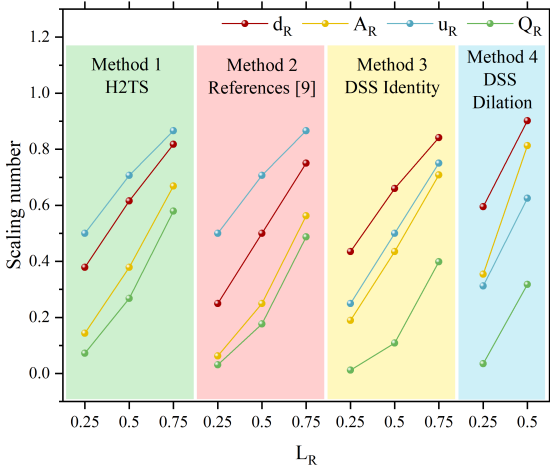 d_R A_R u_R Q_R
Method 1
H2TS
Method 2
References [9]
Method 3
DSS Identity
Method 4
DSS
Dilation
Scaling number
1.2
1.0
0.8
0.6
0.4
0.2
0.0
0.25 0.5 0.75 0.25 0.5 0.75 0.25 0.5 0.75 0.25 0.5
L_R